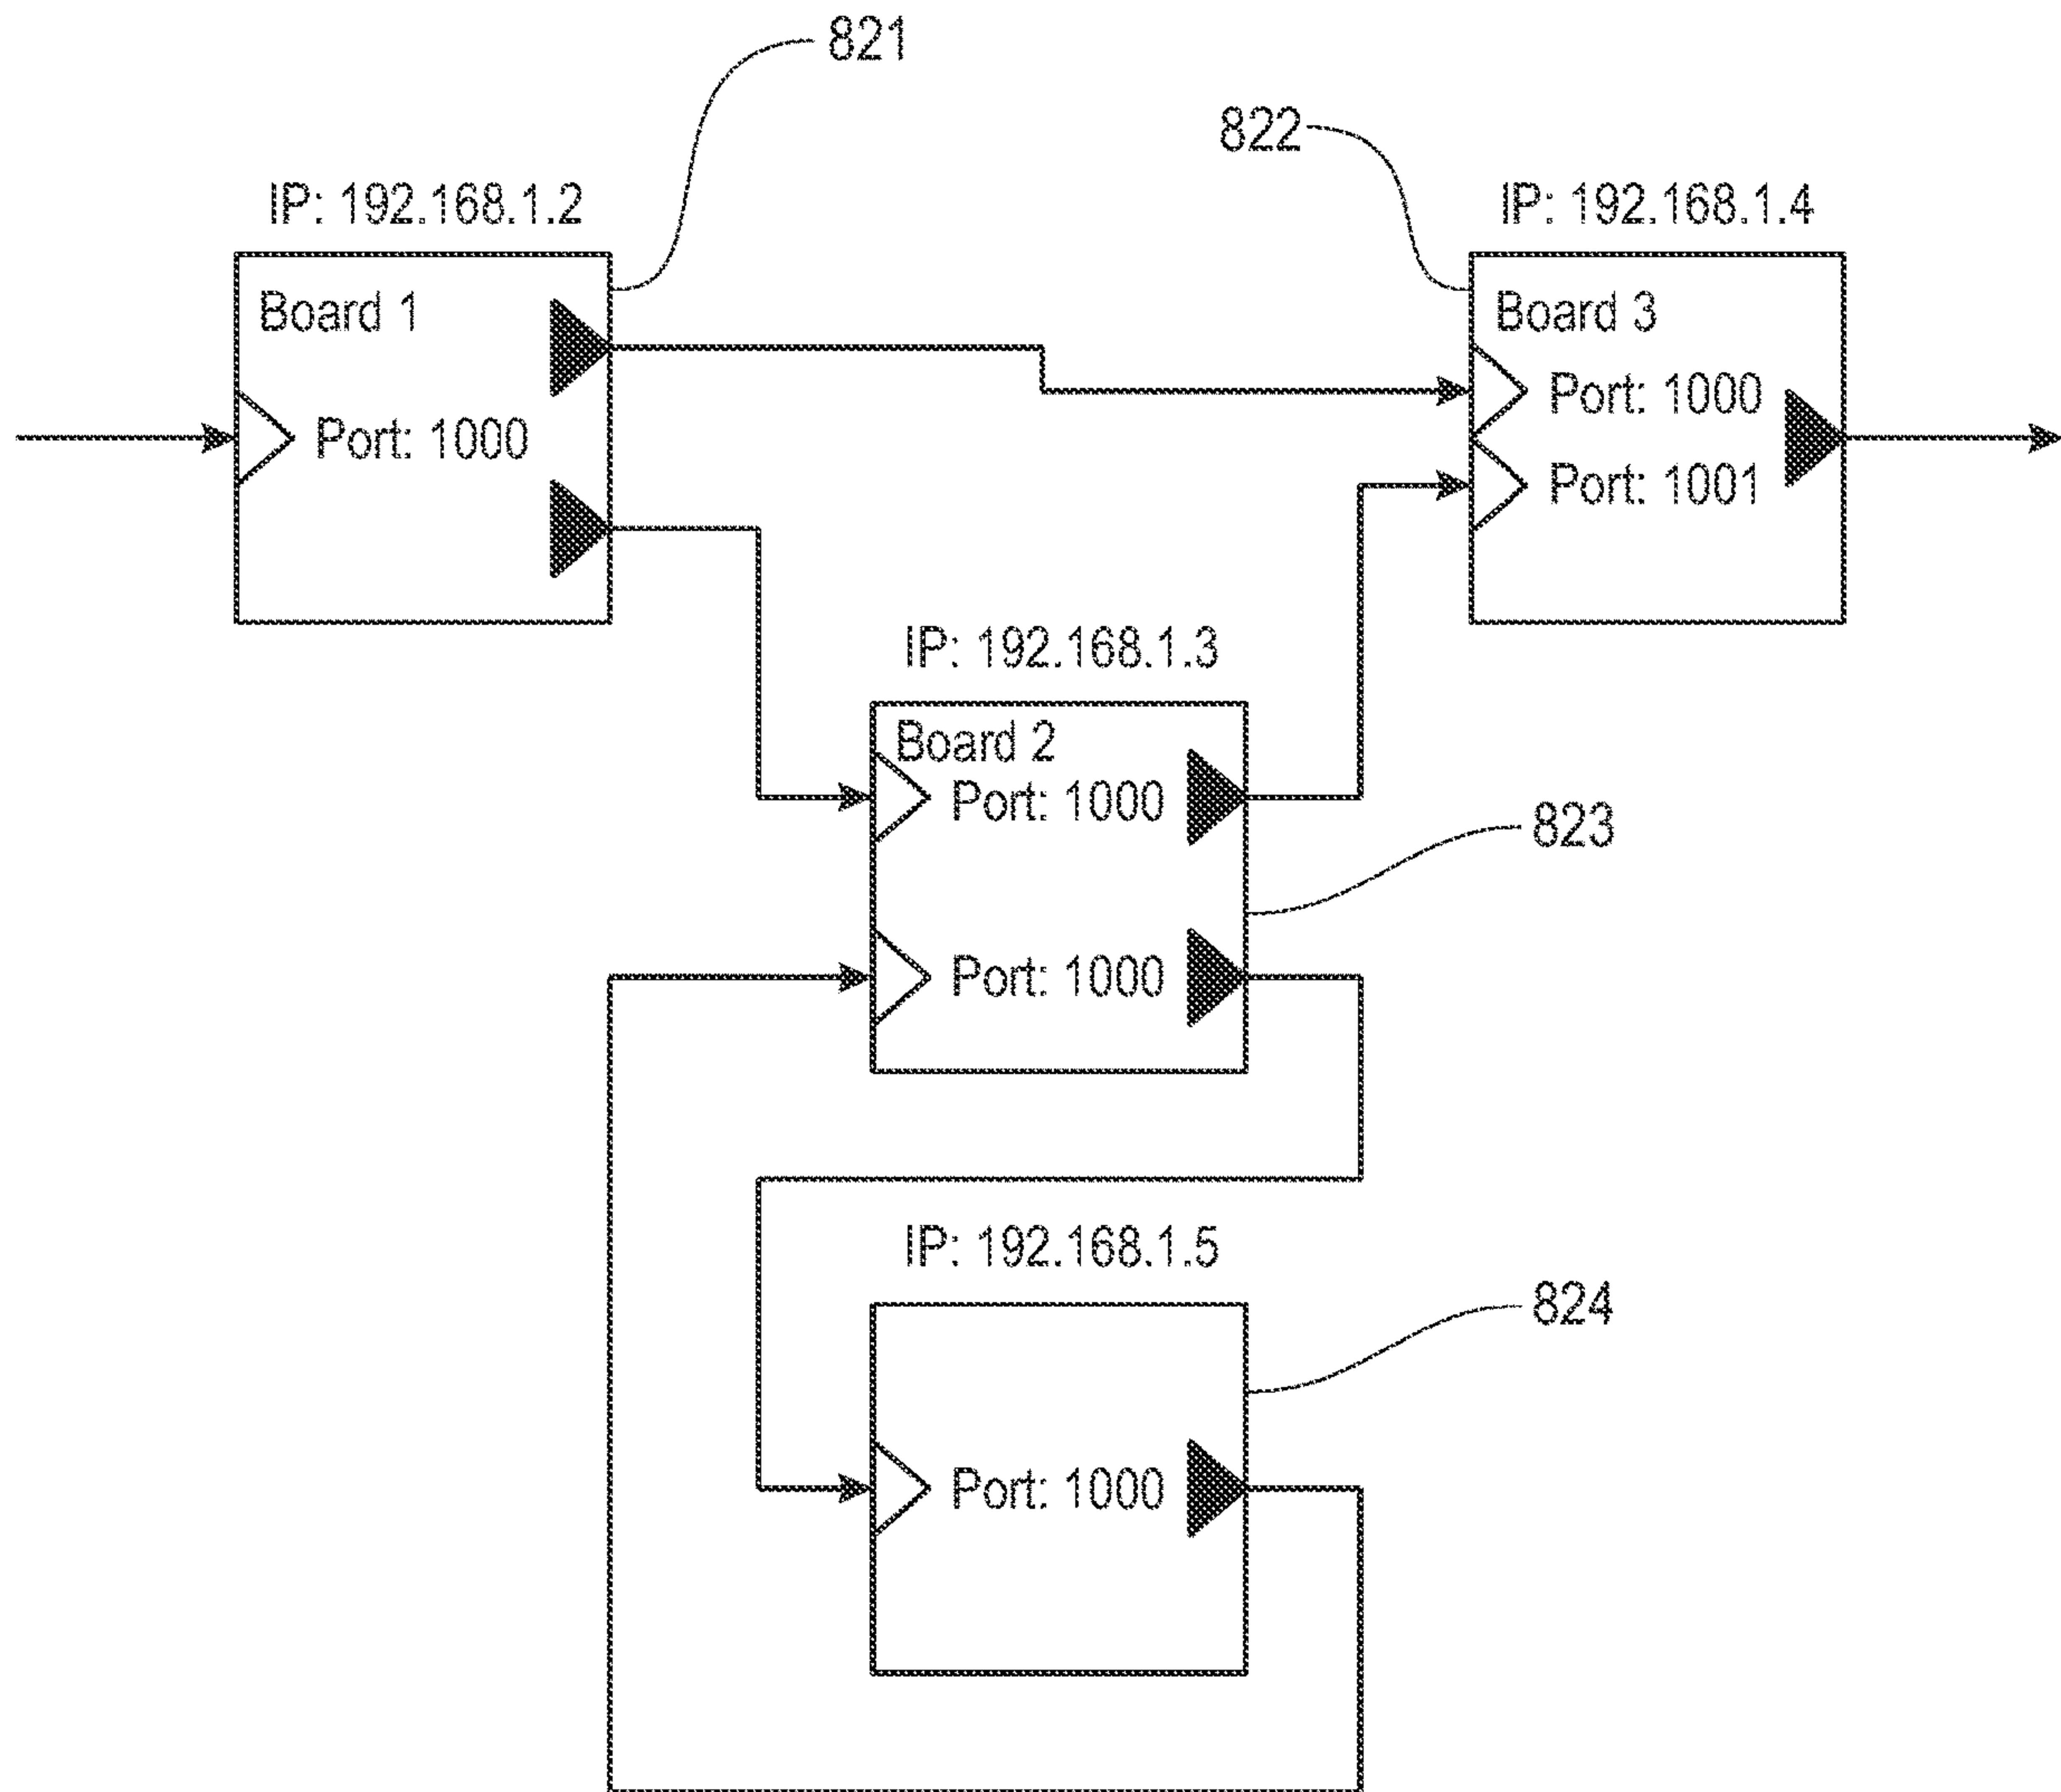 821
822
IP: 192.168.1.2
IP: 192.168.1.4
Board 1
Port: 1000
Board 3
Port: 1000
Port: 1001
IP: 192.168.1.3
Board 2
Port: 1000
823
Port: 1000
IP: 192.168.1.5
824
Port: 1000